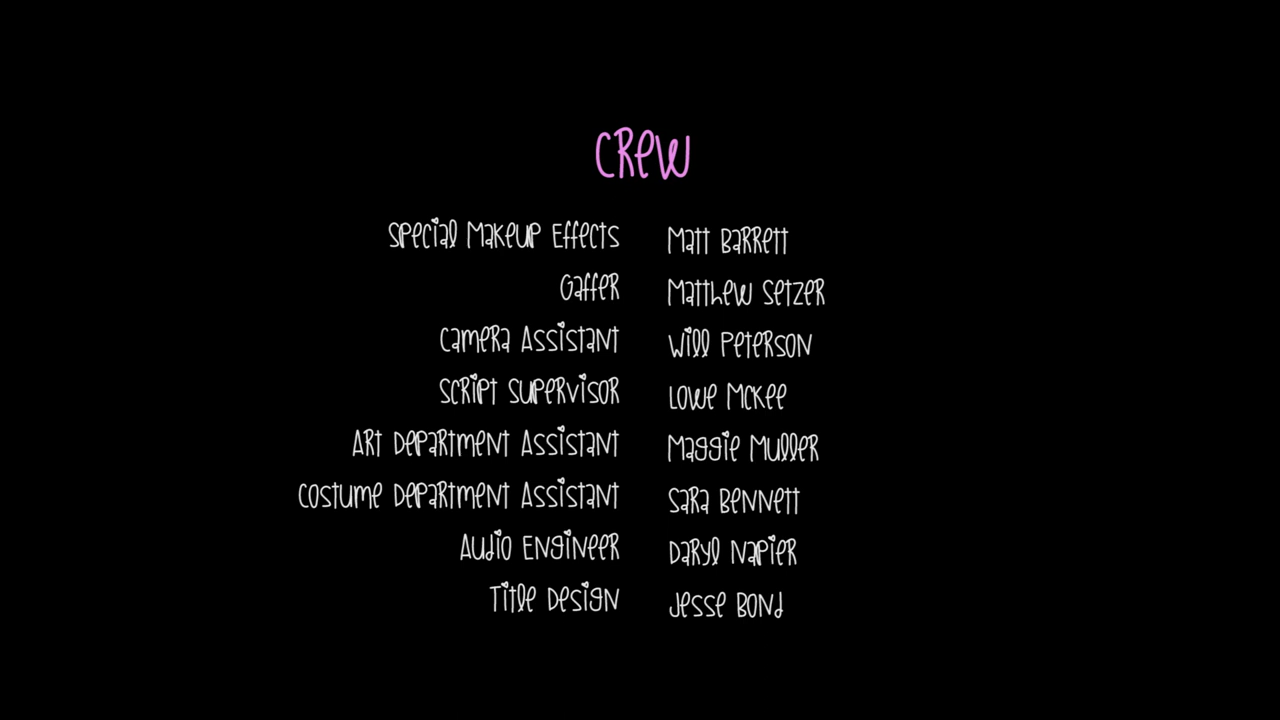 Crew
Special Makeup Effects Matt Barrett
Gaffer Matthew Setzer
Camera Assistant Will Peterson
Script Supervisor Lowe McKee
Art Department Assistant Maggie Muller
Costume Department Assistant Sara Bennett
Audio Engineer Daryl Napier
Title Design Jesse Bond